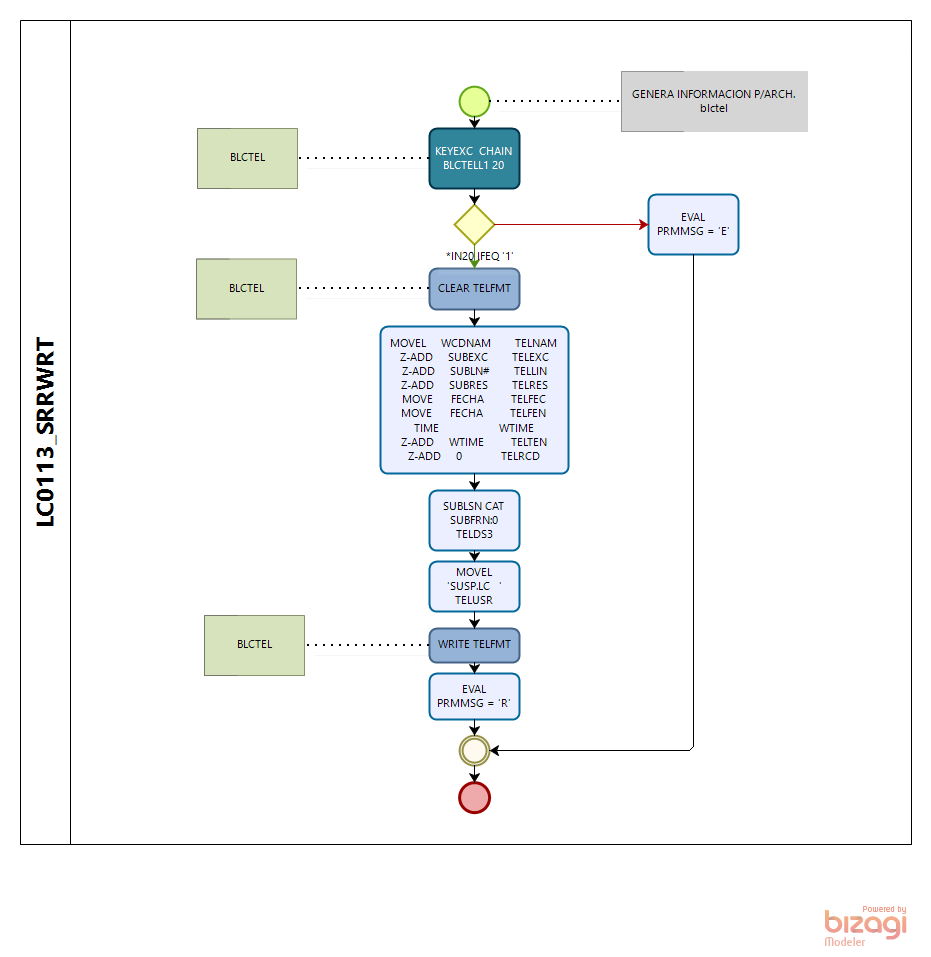 LC0113_SRRWRT
GENERA INFORMACION P/ARCH.
blctel
BLCTEL
KEYEXC CHAIN
BLCTELL1 20
EVAL
PRMMSG = 'E'
*IN20 IFEQ '1'
BLCTEL
CLEAR TELFMT
MOVEL WCDNAM TELNAM
Z-ADD SUBEXC TELEXC
Z-ADD SUBLN# TELLIN
Z-ADD SUBRES TELRES
MOVE FECHA TELFEC
MOVE FECHA TELFEN
TIME WTIME
Z-ADD WTIME TELTEN
Z-ADD 0 TELRCD
SUBLSN CAT
SUBFRN:0
TELDS3
MOVEL
'SUSP.LC '
TELUSR
BLCTEL
WRITE TELFMT
EVAL
PRMMSG = 'R'
Powered by
bizagi
Modeler